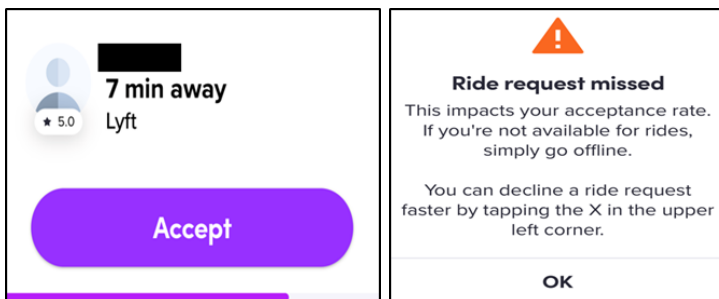 7 min away
★ 5.0
Lyft
Accept
Ride request missed
This impacts your acceptance rate.
If you're not available for rides,
simply go offline.
You can decline a ride request
faster by tapping the X in the upper
left corner.
OK